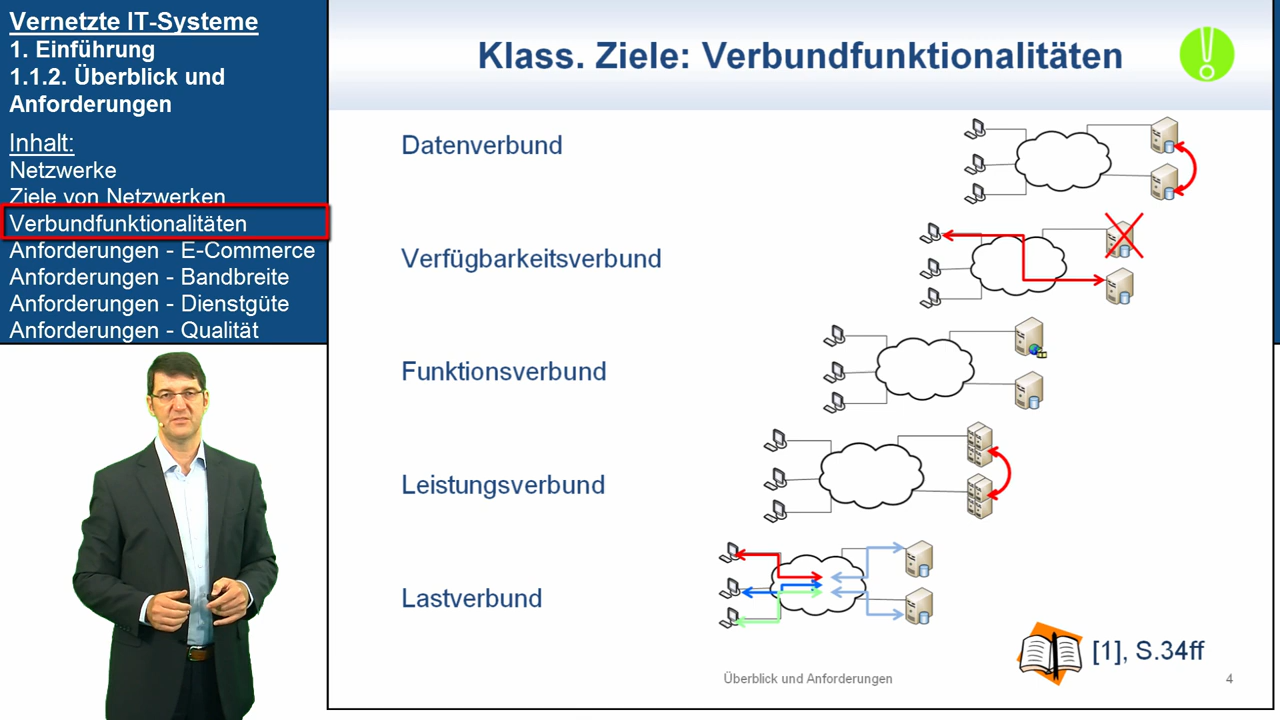 Vernetzte IT-Systeme
1. Einführung
1.1.2. Überblick und
Anforderungen
Inhalt:
Netzwerke
Ziele von Netzwerken
Verbundfunktionalitäten
Anforderungen - E-Commerce
Anforderungen - Bandbreite
Anforderungen - Dienstgüte
Anforderungen - Qualität
Klass. Ziele: Verbundfunktionalitäten
Datenverbund
Verfügbarkeitsverbund
Funktionsverbund
Leistungsverbund
Lastverbund
[1], S.34ff
Überblick und Anforderungen
4